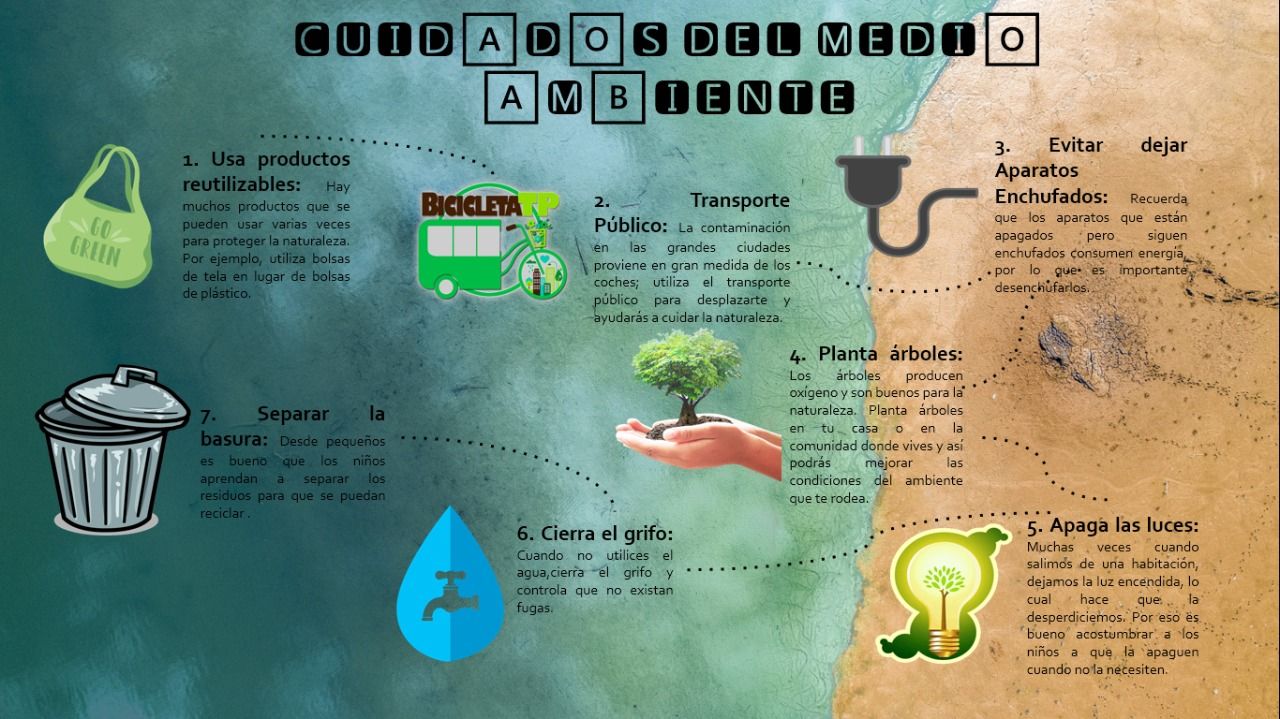 CUIDADOS DEL MEDIO
AMBIENTE
GO
GREEN
1. Usa productos
reutilizables: Hay
muchos productos que se
pueden usar varias veces
para proteger la naturaleza.
Por ejemplo, utiliza bolsas
de tela en lugar de bolsas
de plástico.
BICICLETATP
2. Transporte
Público: La contaminación
en las grandes ciudades
proviene en gran medida de los
coches; utiliza el transporte
público para desplazarte y
ayudarás a cuidar la naturaleza.
3. Evitar dejar
Aparatos
Enchufados: Recuerda
que los aparatos que están
apagados pero siguen
enchufados consumen energía,
por lo que es importante
desenchufarlos.
4. Planta árboles:
Los árboles producen
oxígeno y son buenos para la
naturaleza. Planta árboles
en tu casa o en la
comunidad donde vives y así
podrás mejorar las
condiciones del ambiente
que te rodea.
5. Apaga las luces:
Muchas veces cuando
salimos de una habitación,
dejamos la luz encendida, lo
cual hace que la
desperdiciemos. Por eso es
bueno acostumbrar a los
niños a que la apaguen
cuando no la necesiten.
6. Cierra el grifo:
Cuando no utilices el
agua,cierra el grifo y
controla que no existan
fugas.
7. Separar la
basura: Desde pequeños
es bueno que los niños
aprendan a separar los
residuos para que se puedan
reciclar .